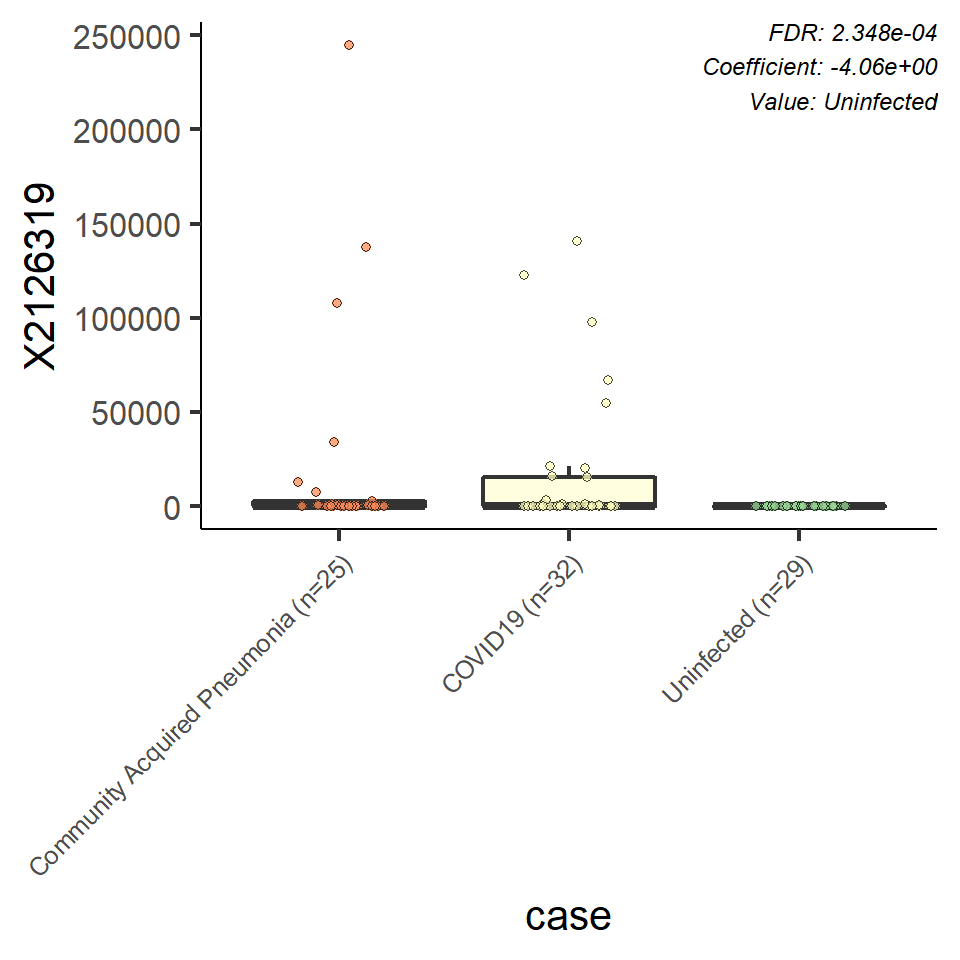 FDR: 2.348e-04
Coefficient: -4.06e+00
Value: Uninfected
X2126319
250000
200000
150000
100000
50000
0
Community Acquired Pneumonia (n=25)
COVID19 (n=32)
Uninfected (n=29)
case